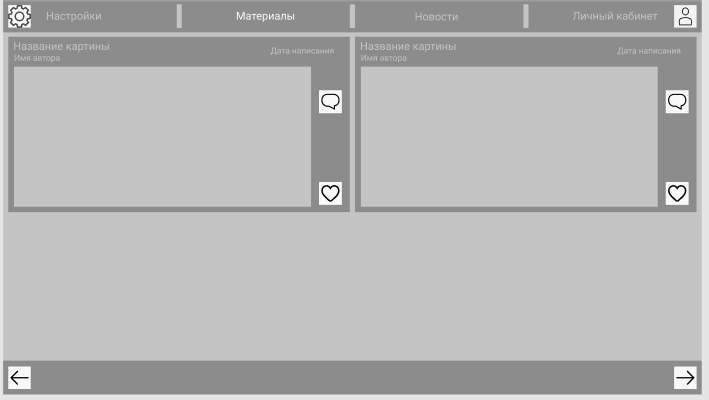 Настройки
Материалы
Новости
Личный кабинет
Название картины
Имя автора
Дата написания
Название картины
Имя автора
Дата написания